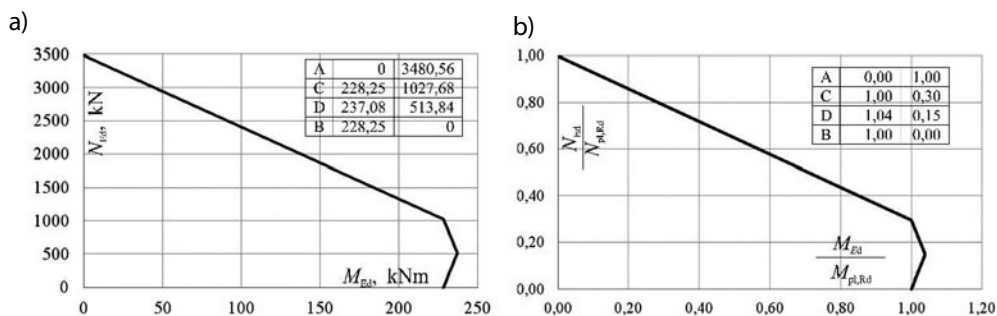 a)
3500
3000
2500
2000
1500
1000
500
0
N_Ed, kN
A 0 3480,56
C 228,25 1027,68
D 237,08 513,84
B 228,25 0
M_Ed, kNm
0 50 100 150 200 250
b)
1,00
0,80
0,60
0,40
0,20
0,00
N_Ed
N_pl,Rd
A 0,00 1,00
C 1,00 0,30
D 1,04 0,15
B 1,00 0,00
M_Ed
M_pl,Rd
0,00 0,20 0,40 0,60 0,80 1,00 1,20